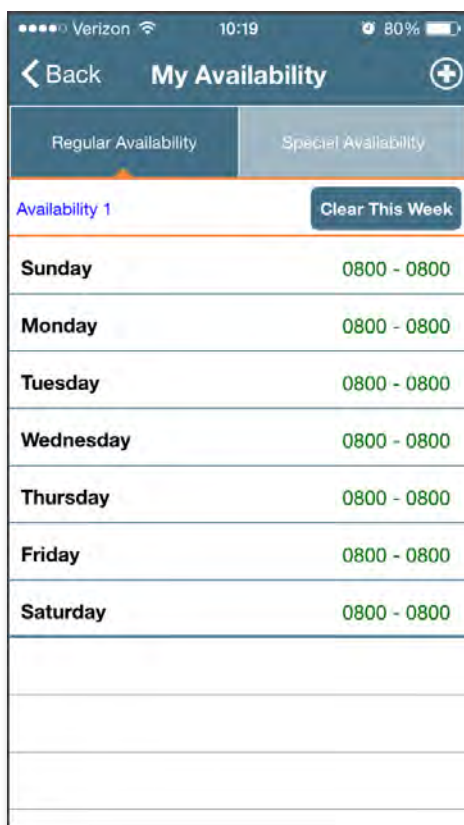 Verizon 10:19 80%
Back My Availability
Regular Availability Special Availability
Availability 1 Clear This Week
Sunday 0800 - 0800
Monday 0800 - 0800
Tuesday 0800 - 0800
Wednesday 0800 - 0800
Thursday 0800 - 0800
Friday 0800 - 0800
Saturday 0800 - 0800